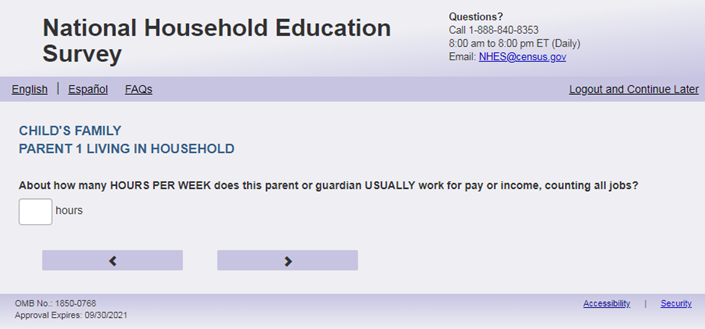 National Household Education
Survey
Questions?
Call 1-888-840-8353
8:00 am to 8:00 pm ET (Daily)
Email: NHES@census.gov
English | Español FAQs Logout and Continue Later
CHILD'S FAMILY
PARENT 1 LIVING IN HOUSEHOLD
About how many HOURS PER WEEK does this parent or guardian USUALLY work for pay or income, counting all jobs?
hours
OMB No.: 1850-0768 Accessibility | Security
Approval Expires: 09/30/2021